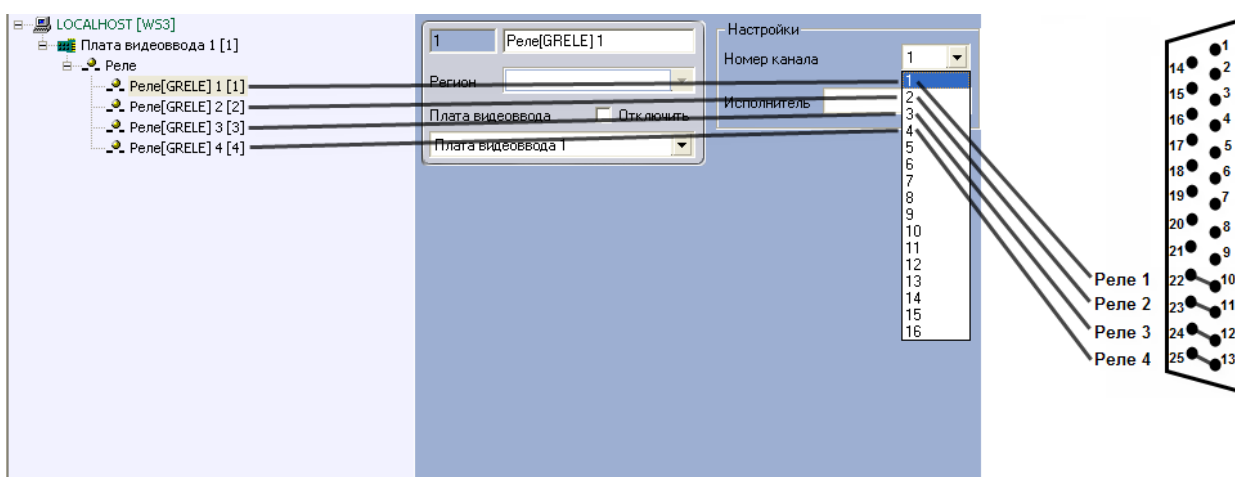 LOCALHOST [WS3]
Плата видеоввода 1 [1]
Реле
Реле[GRELE] 1 [1]
Реле[GRELE] 2 [2]
Реле[GRELE] 3 [3]
Реле[GRELE] 4 [4]
1 Реле[GRELE] 1
Регион
Плата видеоввода Отключить
Плата видеоввода 1
Настройки
Номер канала 1
Исполнитель
1
2
3
4
5
6
7
8
9
10
11
12
13
14
15
16
Реле 1
Реле 2
Реле 3
Реле 4
1
14 2
15 3
16 4
17 5
18 6
19 7
20 8
21 9
22 10
23 11
24 12
25 13